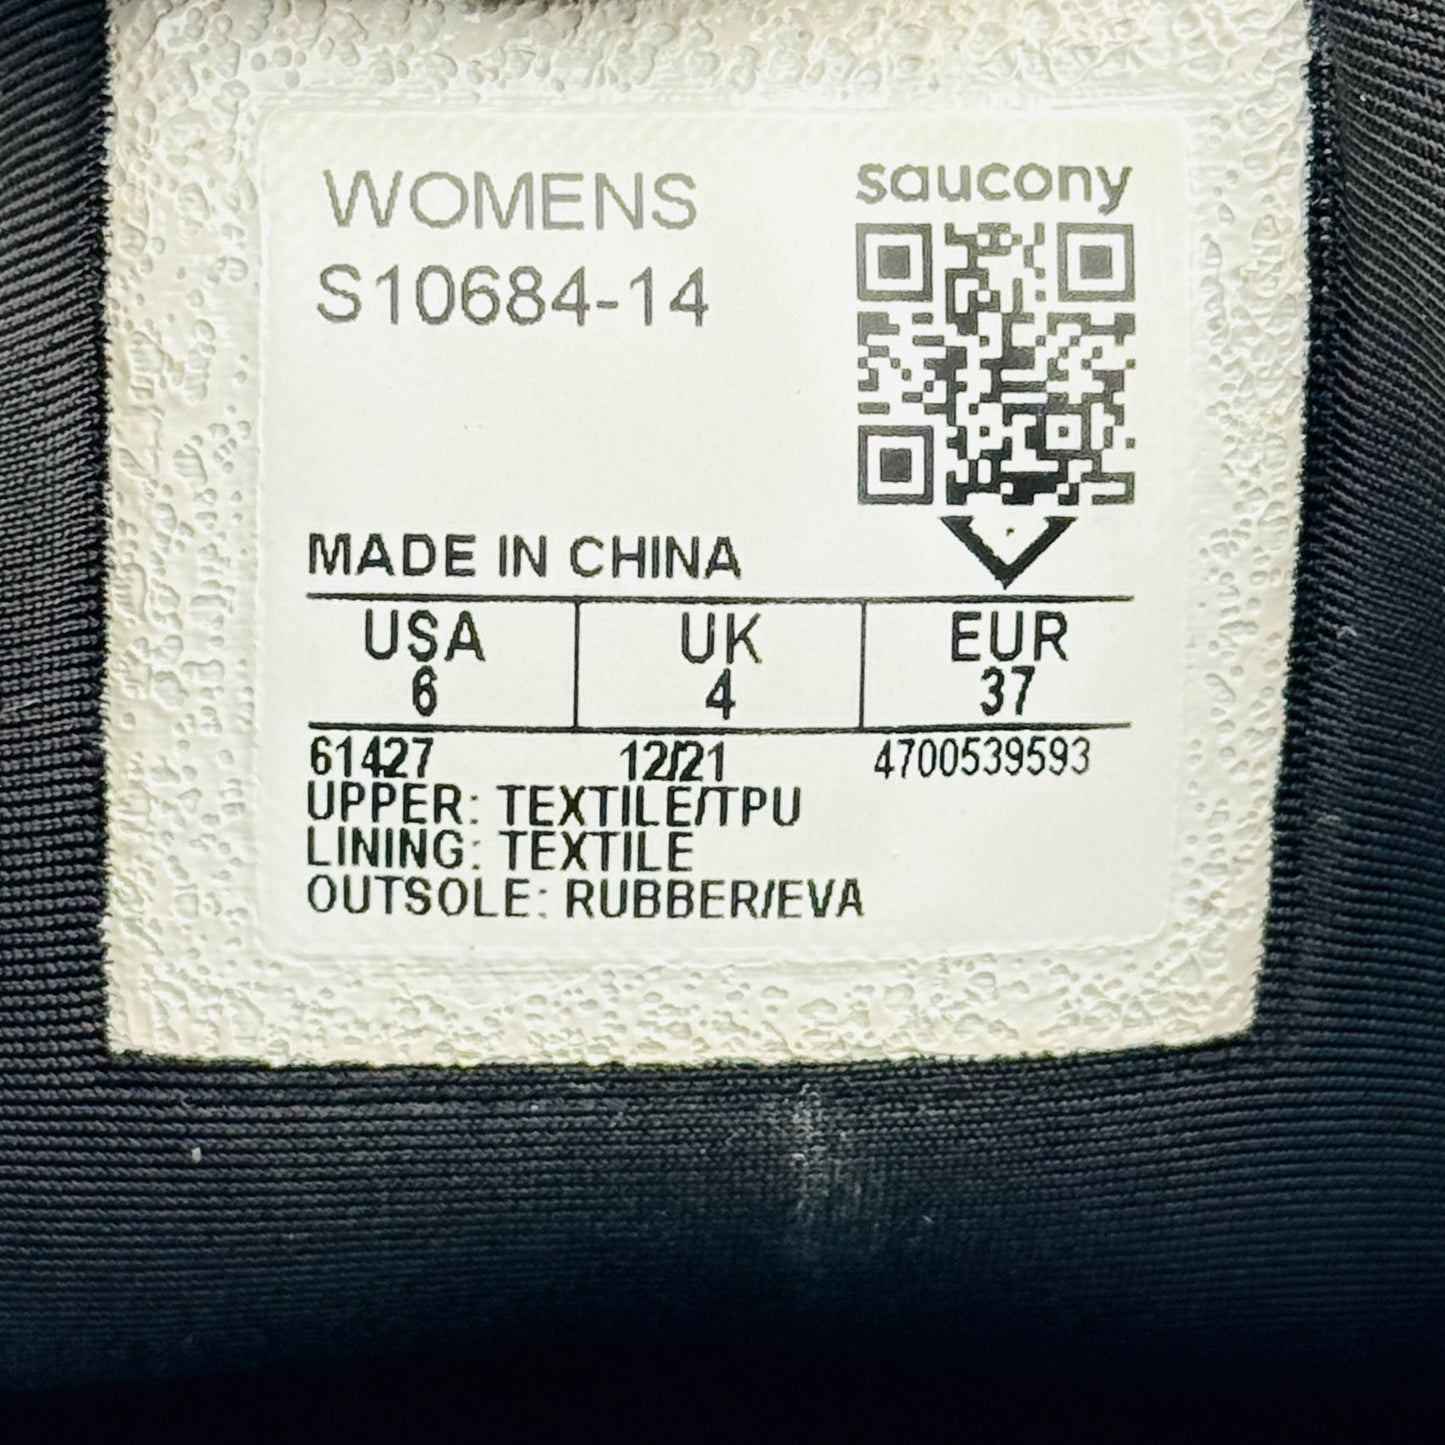 WOMENS
S10684-14
saucony
MADE IN CHINA
USA UK EUR
6 4 37
61427 12/21 4700539593
UPPER: TEXTILE/TPU
LINING: TEXTILE
OUTSOLE: RUBBER/EVA